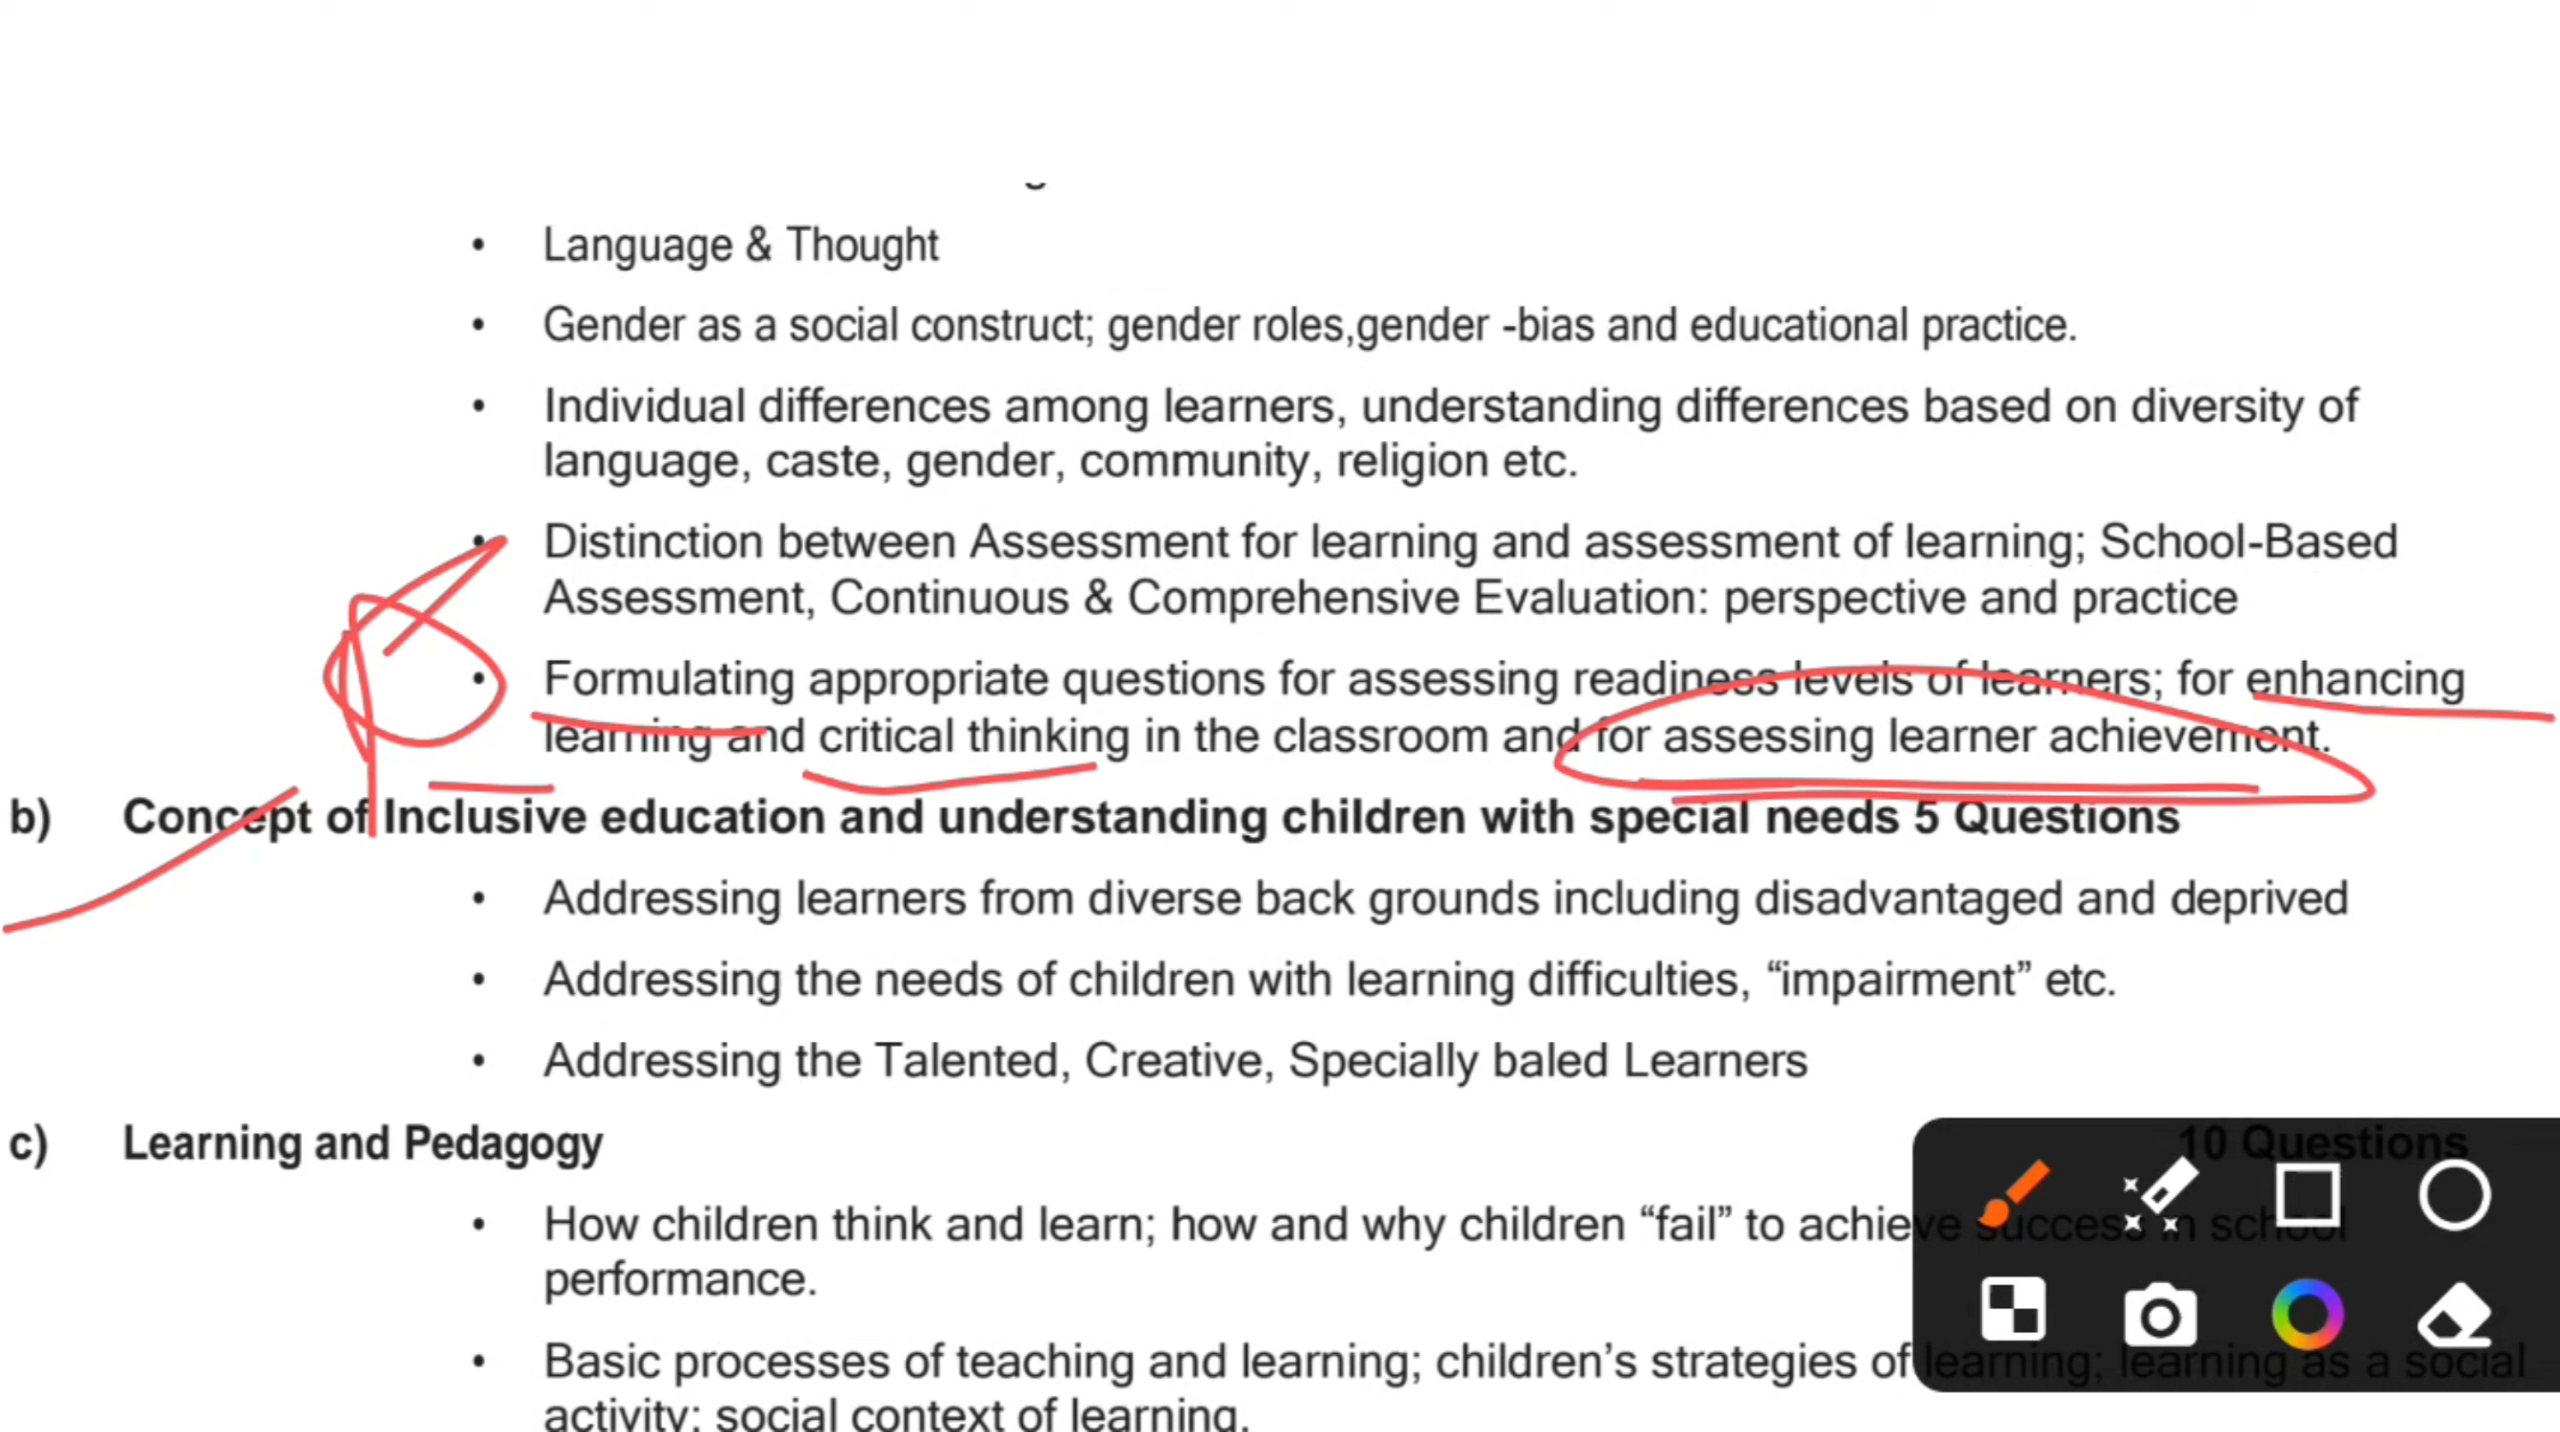 • Language & Thought
• Gender as a social construct; gender roles,gender -bias and educational practice.
• Individual differences among learners, understanding differences based on diversity of
language, caste, gender, community, religion etc.
• Distinction between Assessment for learning and assessment of learning; School-Based
Assessment, Continuous & Comprehensive Evaluation: perspective and practice
• Formulating appropriate questions for assessing readiness levels of learners; for enhancing
learning and critical thinking in the classroom and for assessing learner achievement.
b) Concept of Inclusive education and understanding children with special needs 5 Questions
• Addressing learners from diverse back grounds including disadvantaged and deprived
• Addressing the needs of children with learning difficulties, “impairment” etc.
• Addressing the Talented, Creative, Specially baled Learners
c) Learning and Pedagogy 10 Questions
• How children think and learn; how and why children “fail” to achieve success in school
performance.
• Basic processes of teaching and learning; children’s strategies of learning; learning as a social
activity; social context of learning.